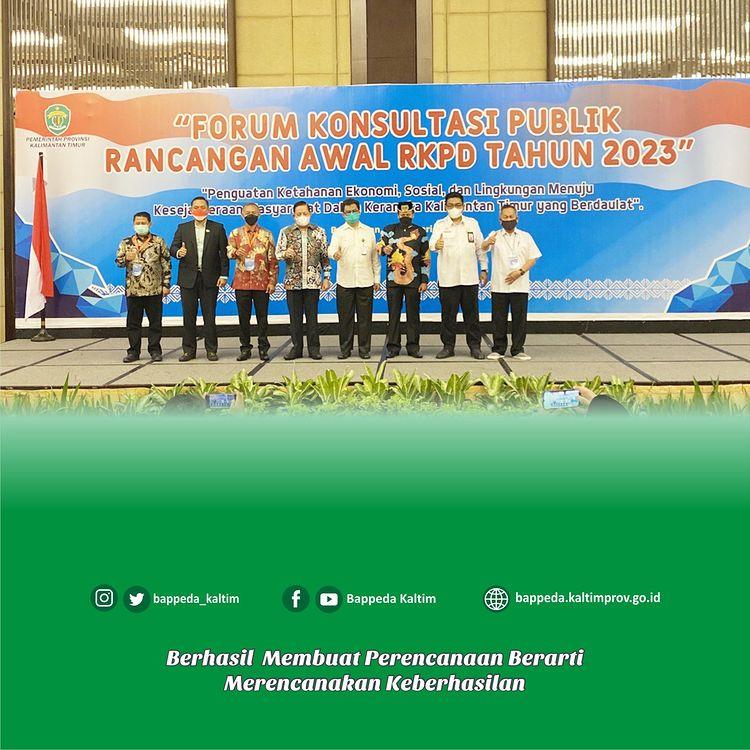 PEMERINTAH PROVINSI
KALIMANTAN TIMUR
"FORUM KONSULTASI PUBLIK
RANCANGAN AWAL RKPD TAHUN 2023"
"Penguatan Ketahanan Ekonomi, Sosial, dan Lingkungan Menuju
Kalimantan Timur yang Berdaulat".
bappeda_kaltim
Bappeda Kaltim
bappeda.kaltimprov.go.id
Berhasil Membuat Perencanaan Berarti
Merencanakan Keberhasilan